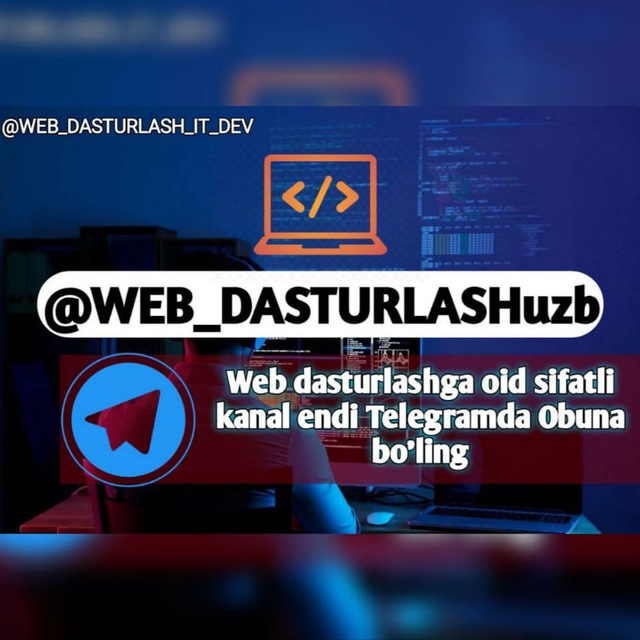 @WEB_DASTURLASH_IT_DEV
</>
@WEB_DASTURLASHuzb
Web dasturlashga oid sifatli
kanal endi Telegramda Obuna
bo'ling